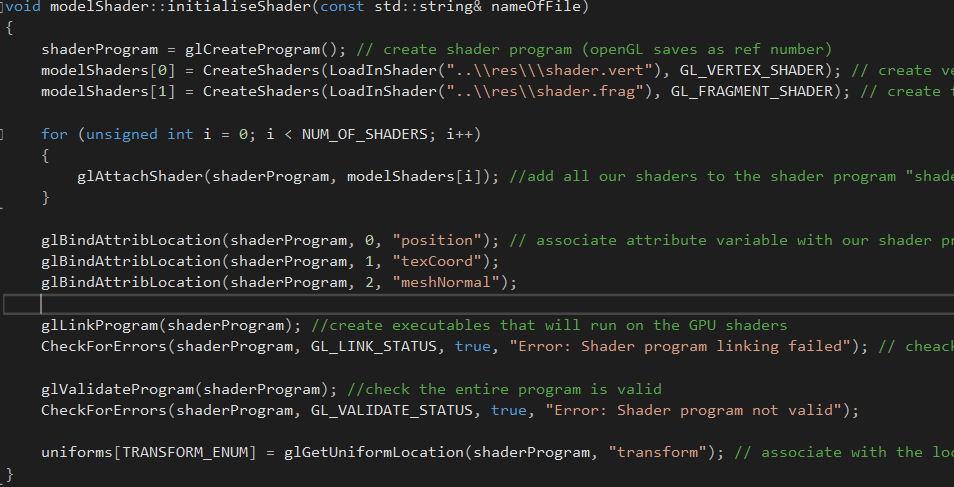 void modelShader::initialiseShader(const std::string& nameOfFile)
{
shaderProgram = glCreateProgram(); // create shader program (openGL saves as ref number)
modelShaders[0] = CreateShaders(LoadInShader("..\\res\\\shader.vert"), GL_VERTEX_SHADER); // create
modelShaders[1] = CreateShaders(LoadInShader("..\\res\\shader.frag"), GL_FRAGMENT_SHADER); // create
for (unsigned int i = 0; i < NUM_OF_SHADERS; i++)
{
glAttachShader(shaderProgram, modelShaders[i]); //add all our shaders to the shader program "shade
}
glBindAttribLocation(shaderProgram, 0, "position"); // associate attribute variable with our shader
glBindAttribLocation(shaderProgram, 1, "texCoord");
glBindAttribLocation(shaderProgram, 2, "meshNormal");
glLinkProgram(shaderProgram); //create executables that will run on the GPU shaders
CheckForErrors(shaderProgram, GL_LINK_STATUS, true, "Error: Shader program linking failed"); // cheack
glValidateProgram(shaderProgram); //check the entire program is valid
CheckForErrors(shaderProgram, GL_VALIDATE_STATUS, true, "Error: Shader program not valid");
uniforms[TRANSFORM_ENUM] = glGetUniformLocation(shaderProgram, "transform"); // associate with the loc
}